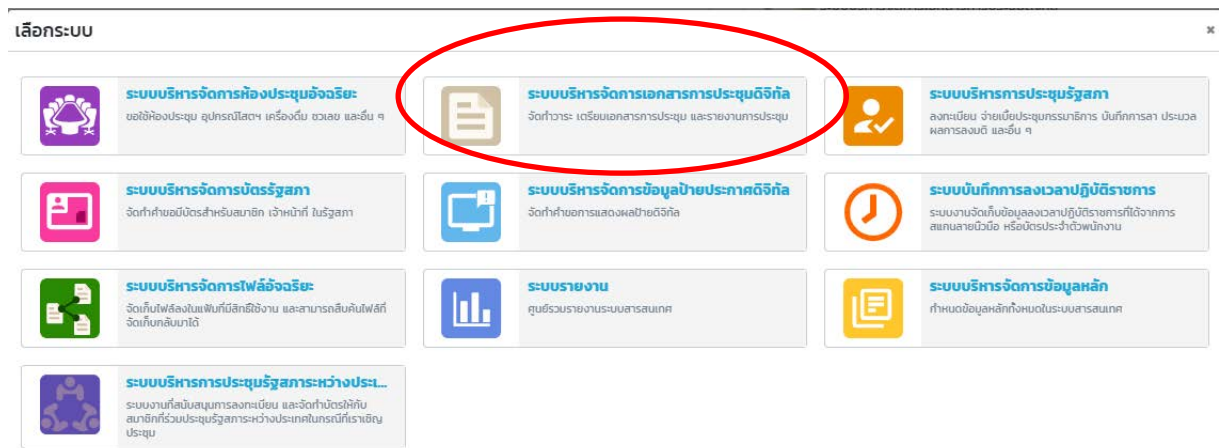 เลือกระบบ
ระบบบริหารจัดการห้องประชุมอัจฉริยะ
ขอใช้ห้องประชุม อุปกรณ์โสตฯ เครื่องดื่ม ชวเลข และอื่น ๆ
ระบบบริหารจัดการเอกสารการประชุมดิจิทัล
จัดทำวาระ เตรียมเอกสารการประชุม และรายงานการประชุม
ระบบบริหารการประชุมรัฐสภา
ลงทะเบียน จ่ายเบี้ยประชุมกรรมาธิการ บันทึกการลา ประมวล
ผลการลงมติ และอื่น ๆ
ระบบบริหารจัดการบัตรรัฐสภา
จัดทำคำขอมีบัตรสำหรับสมาชิก เจ้าหน้าที่ ในรัฐสภา
ระบบบริหารจัดการข้อมูลป้ายประกาศดิจิทัล
จัดทำคำขอการแสดงผลป้ายดิจิทัล
ระบบบันทึกการลงเวลาปฏิบัติราชการ
ระบบงานจัดเก็บข้อมูลลงเวลาปฏิบัติราชการที่ได้จากการ
สแกนลายนิ้วมือ หรือบัตรประจำตัวพนักงาน
ระบบบริหารจัดการไฟล์อัจฉริยะ
จัดเก็บไฟล์ลงในแฟ้มที่มีสิทธิ์ใช้งาน และสามารถสืบค้นไฟล์ที่
จัดเก็บกลับมาได้
ระบบรายงาน
ศูนย์รวมรายงานระบบสารสนเทศ
ระบบบริหารจัดการข้อมูลหลัก
กำหนดข้อมูลหลักทั้งหมดในระบบสารสนเทศ
ระบบบริหารการประชุมรัฐสภาระหว่างประเ...
ระบบงานที่สนับสนุนการลงทะเบียน และจัดทำบัตรให้กับ
สมาชิกที่ร่วมประชุมรัฐสภาระหว่างประเทศในกรณีที่เราเชิญ
ประชุม